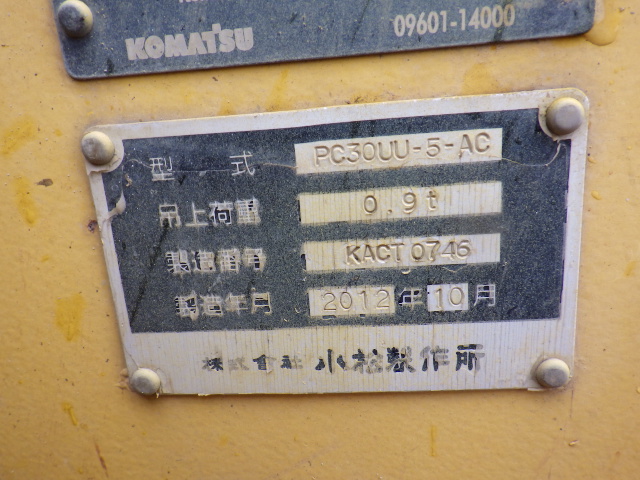 KOMATSU 09601-14000
型式 PC30UU-5-AC
吊上荷重 0.9t
製造番号 KACT0746
製造年月 2012年10月
株式会社 小松製作所